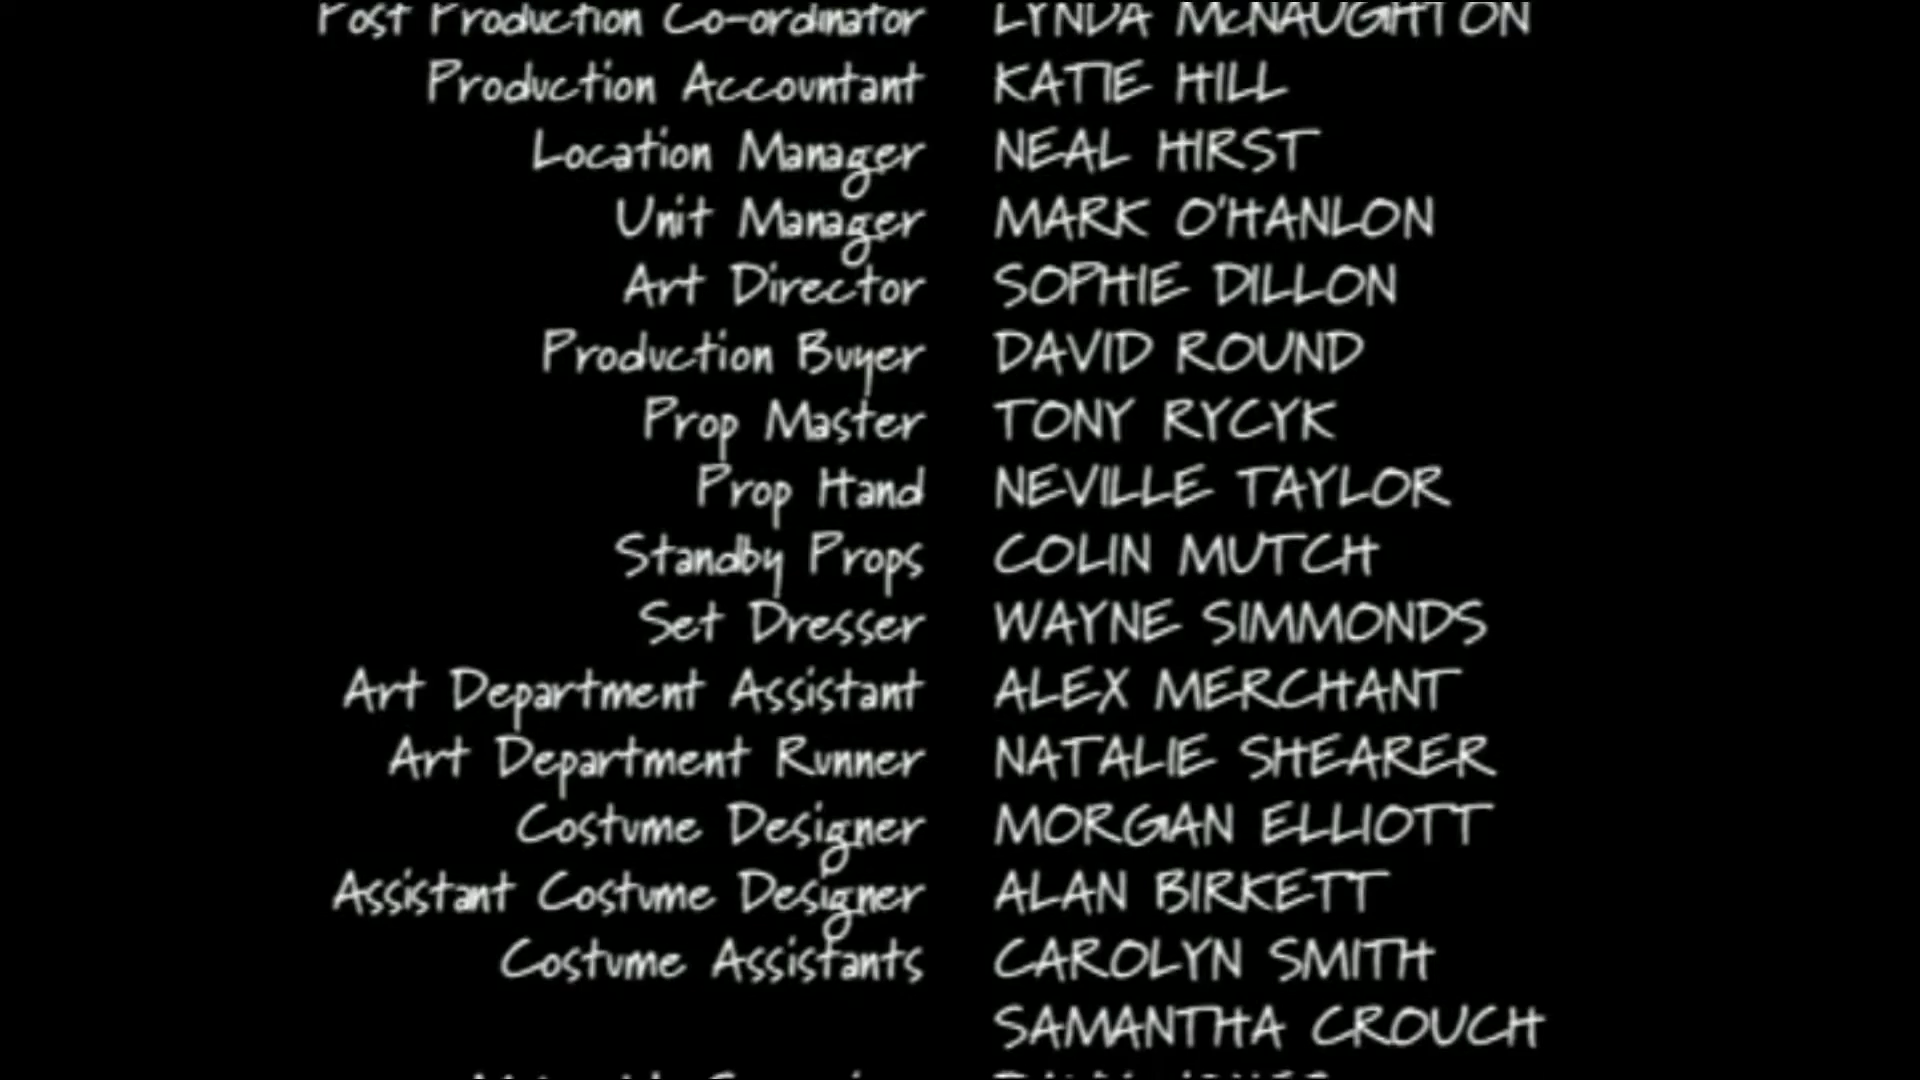 Post Production Co-ordinator LYNDA McNAUGHTON
Production Accountant KATIE HILL
Location Manager NEAL HIRST
Unit Manager MARK O'HANLON
Art Director SOPHIE DILLON
Production Buyer DAVID ROUND
Prop Master TONY RYCYK
Prop Hand NEVILLE TAYLOR
Standby Props COLIN MUTCH
Set Dresser WAYNE SIMMONDS
Art Department Assistant ALEX MERCHANT
Art Department Runner NATALIE SHEARER
Costume Designer MORGAN ELLIOTT
Assistant Costume Designer ALAN BIRKETT
Costume Assistants CAROLYN SMITH
SAMANTHA CROUCH